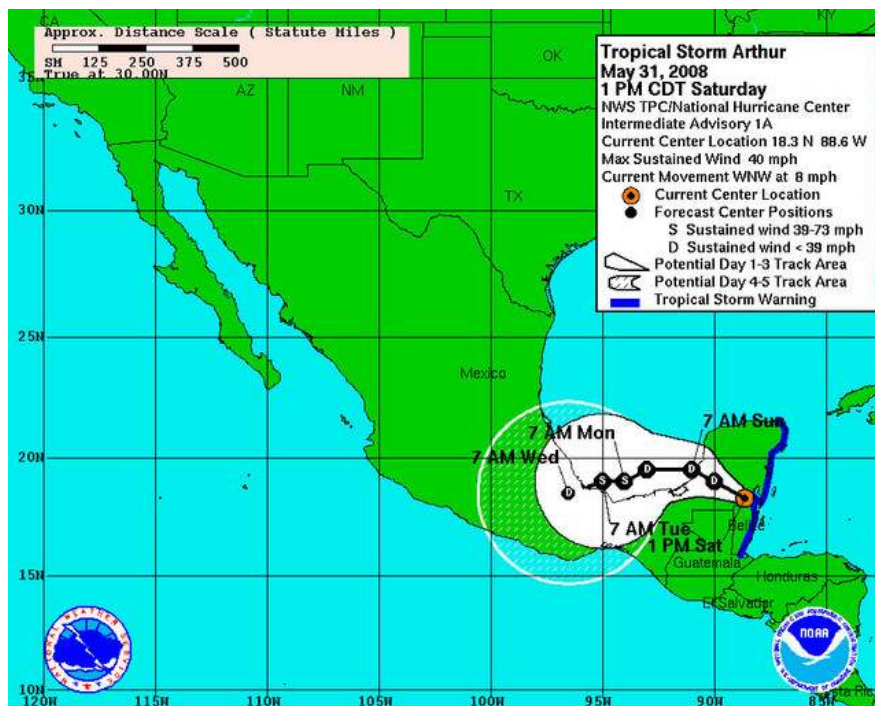 CA
KY
Approx. Distance Scale ( Statute Miles )
SM 125 250 375 500
True at 30.00N
OK
AZ
NM
TX
Tropical Storm Arthur
May 31, 2008
1 PM CDT Saturday
NWS TPC/National Hurricane Center
Intermediate Advisory 1A
Current Center Location 18.3 N 88.6 W
Max Sustained Wind 40 mph
Current Movement WNW at 8 mph
Current Center Location
Forecast Center Positions
S Sustained wind 39-73 mph
D Sustained wind < 39 mph
Potential Day 1-3 Track Area
Potential Day 4-5 Track Area
Tropical Storm Warning
35N
30N
25N
Mexico
7 AM Sun
7 AM Mon
7 AM Wed
20N
D S S D D D
7 AM Tue
1 PM Sat
Belize
Guatemala
Honduras
El Salvador
15N
NATIONAL WEATHER SERVICE
NOAA
10N
120W 115W 110W 105W 100W 95W 90W 85W
Costa Rica